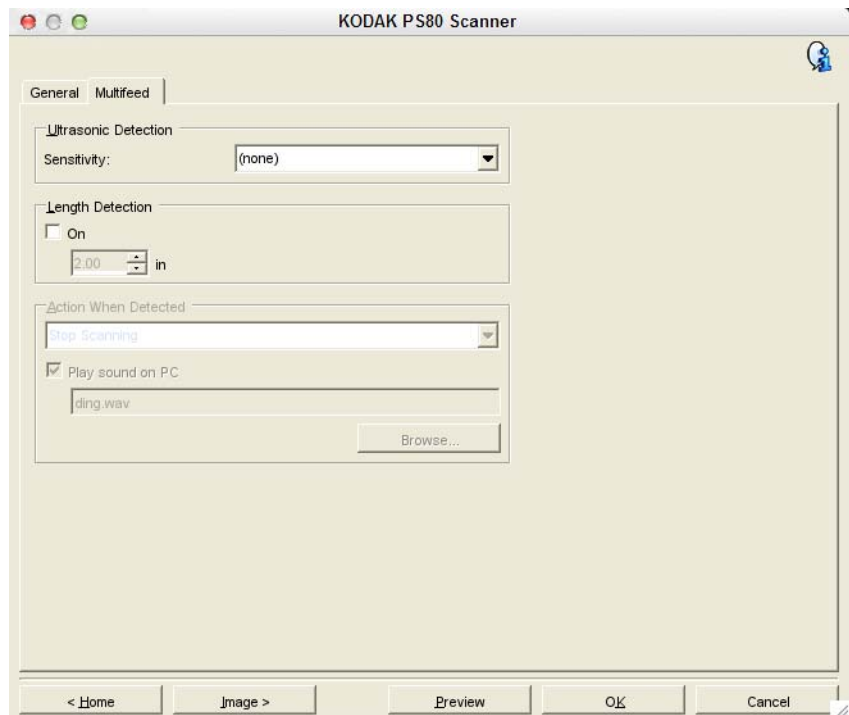 KODAK PS80 Scanner
General Multifeed
Ultrasonic Detection
Sensitivity: (none)
Length Detection
On
2.00 in
Action When Detected
Stop Scanning
Play sound on PC
ding.wav
Browse...
< Home Image > Preview OK Cancel